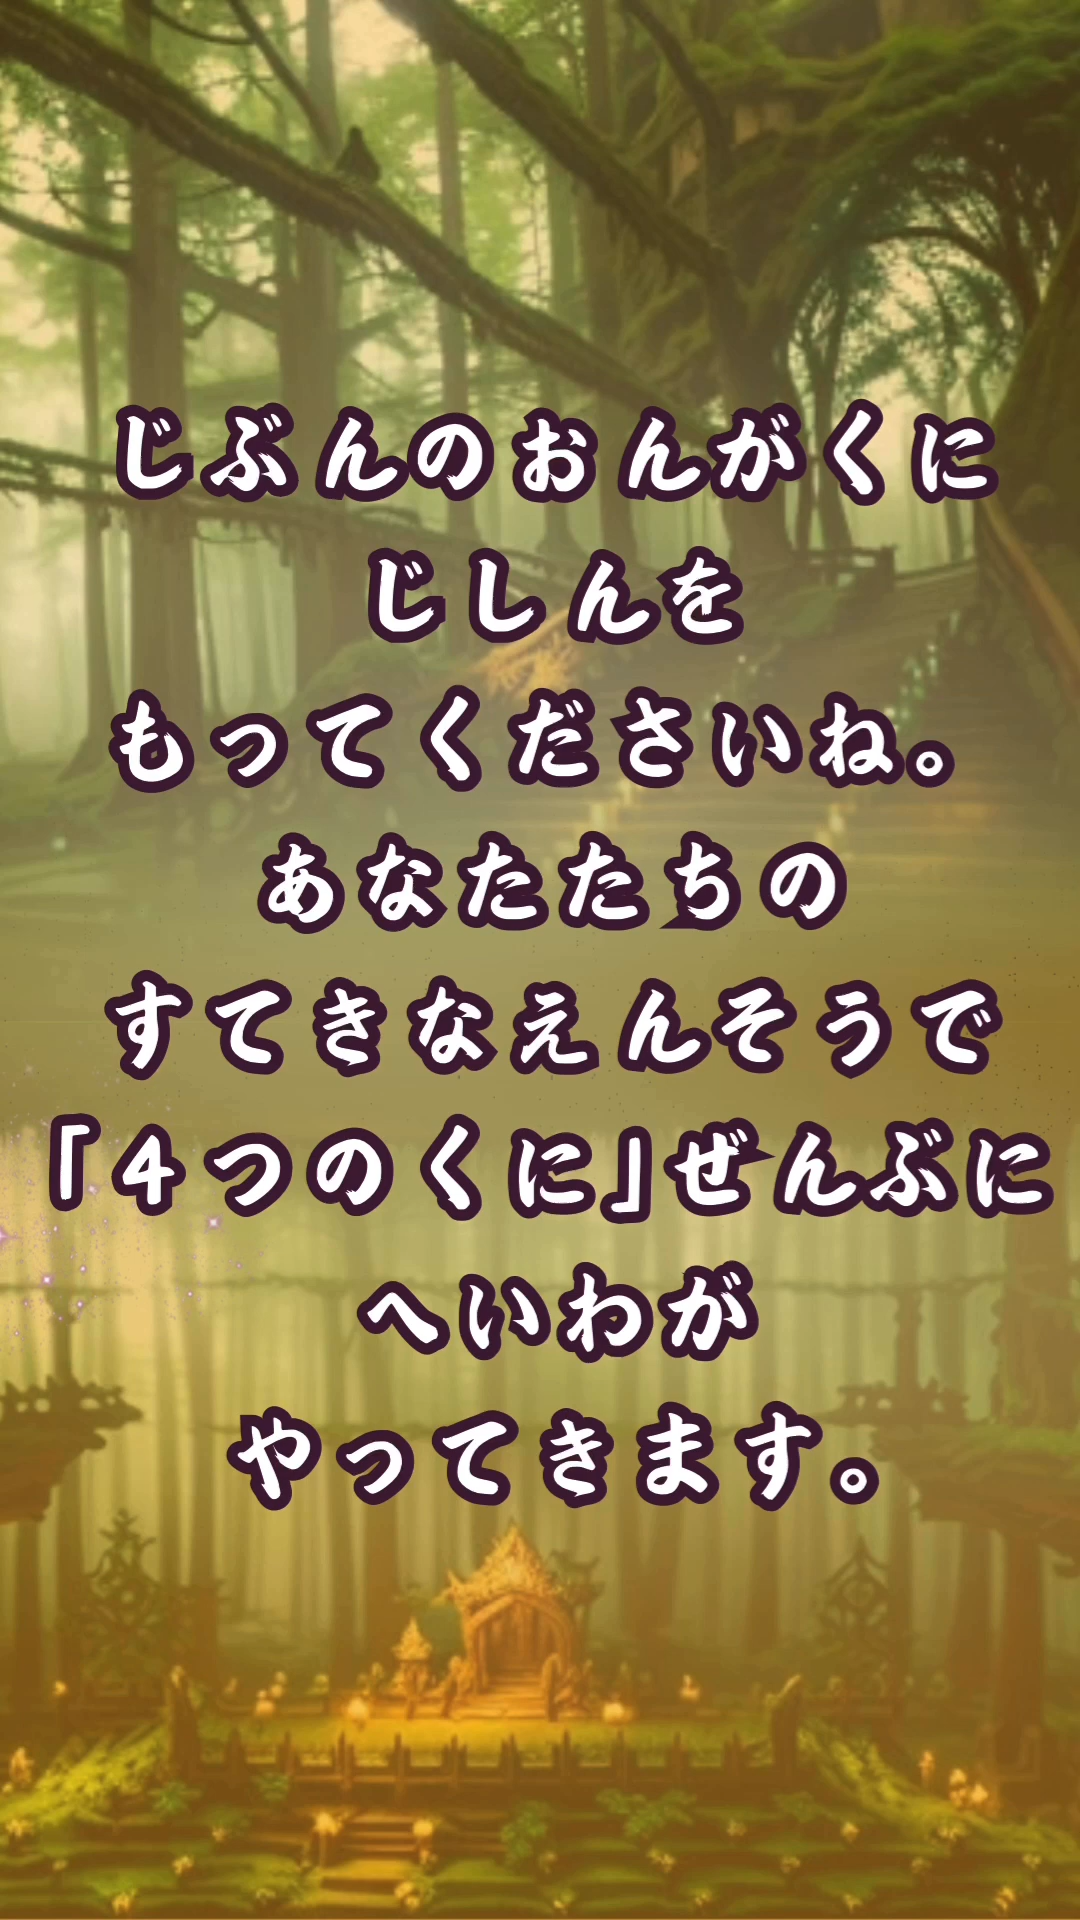 じぶんのおんがくに
じしんを
もってくださいね。
あなたたちの
すてきなえんそうで
「４つのくに」ぜんぶに
へいわが
やってきます。